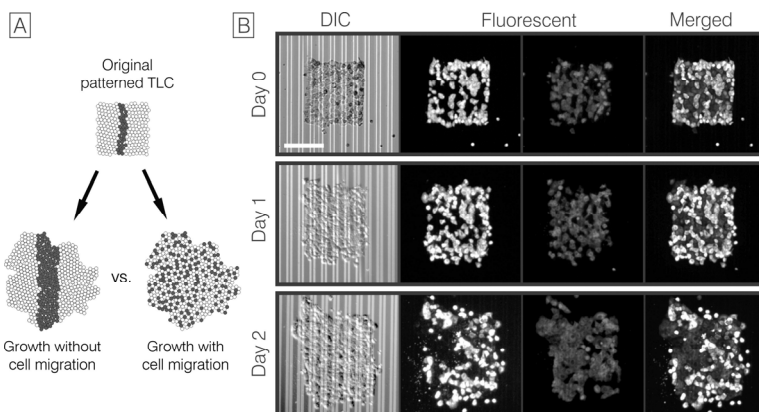 A
Original
patterned TLC
vs.
Growth without
cell migration
Growth with
cell migration
B
DIC
Fluorescent
Merged
Day 0
Day 1
Day 2